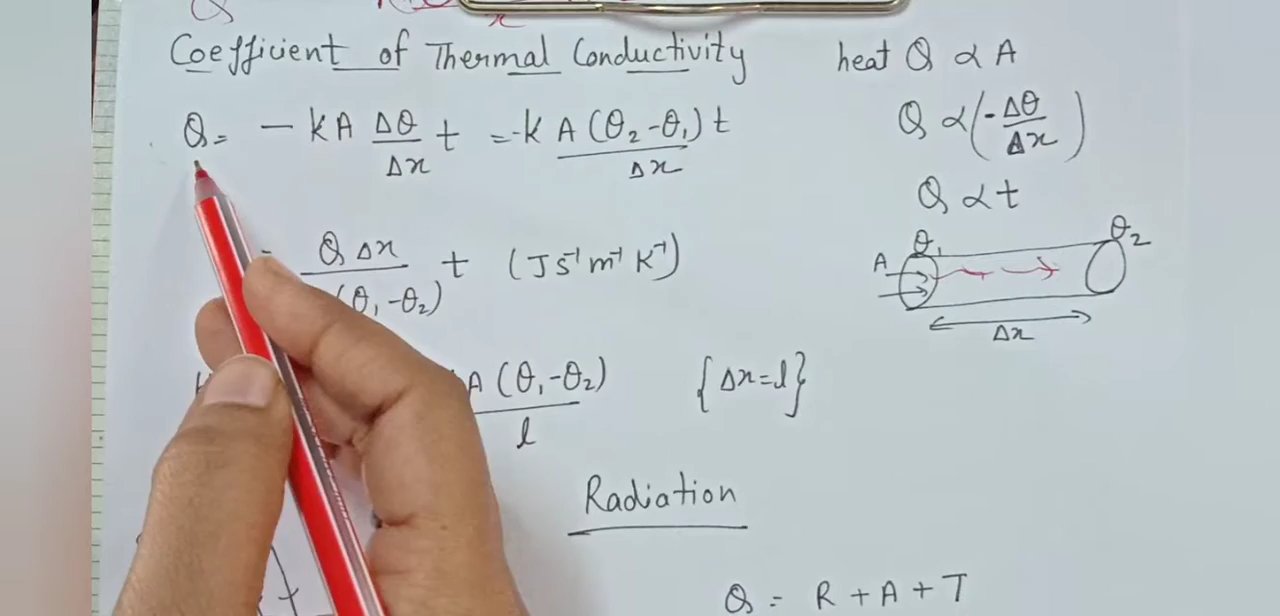 Q
x
Coefficient of Thermal Conductivity
heat Q ∝ A
Q = - k A Δθ/Δx t = -k A (θ2 - θ1) t / Δx
Q ∝ (- Δθ/Δx)
Q ∝ t
= Q Δx / (θ1 - θ2) t (J s⁻¹ m⁻¹ K⁻¹)
A θ1 θ2
Δx
A (θ1 - θ2) / l {Δx = l}
Radiation
Q = R + A + T